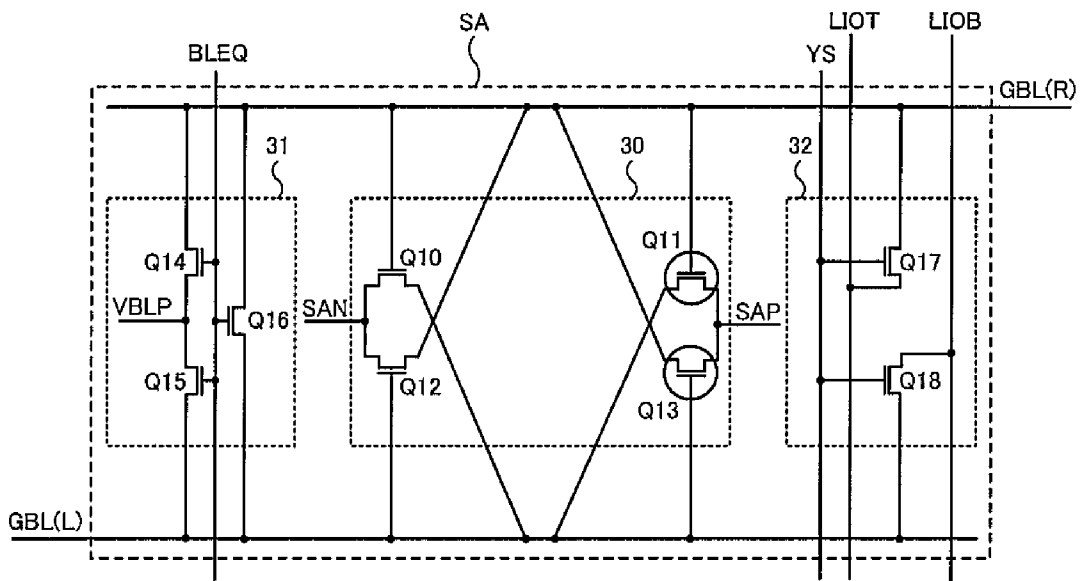 SA
LIOT
LIOB
BLEQ
YS
GBL(R)
31
30
32
Q14
Q10
Q11
Q17
VBLP
Q16
SAN
SAP
Q15
Q12
Q13
Q18
GBL(L)